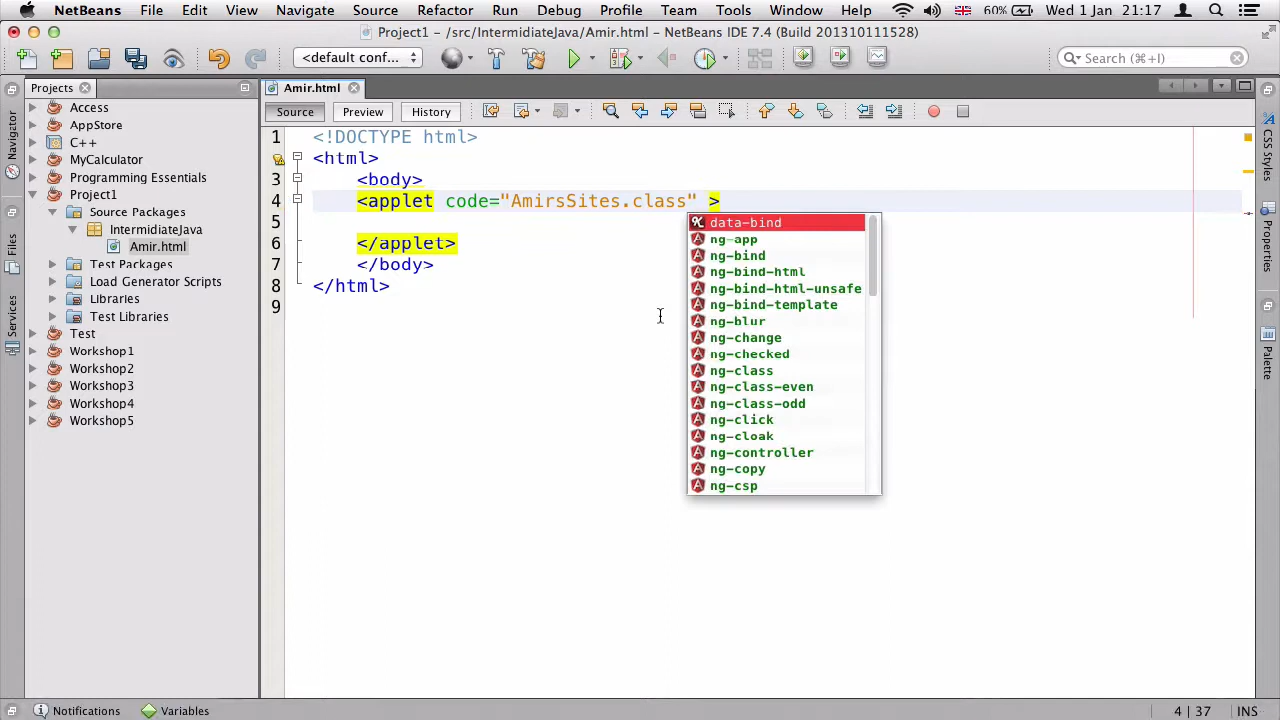 NetBeans File Edit View Navigate Source Refactor Run Debug Profile Team Tools Window Help 60% Wed 1 Jan 21:17
Project1 - /src/IntermidiateJava/Amir.html - NetBeans IDE 7.4 (Build 201310111528)
<default conf... Search (⌘+I)
Projects Amir.html
Source Preview History
Navigator
Files
Services
Access
AppStore
C++
MyCalculator
Programming Essentials
Project1
Source Packages
IntermidiateJava
Amir.html
Test Packages
Load Generator Scripts
Libraries
Test Libraries
Test
Workshop1
Workshop2
Workshop3
Workshop4
Workshop5
1 <!DOCTYPE html>
2 <html>
3 <body>
4 <applet code="AmirsSites.class" >
5
6 </applet>
7 </body>
8 </html>
9
data-bind
ng-app
ng-bind
ng-bind-html
ng-bind-html-unsafe
ng-bind-template
ng-blur
ng-change
ng-checked
ng-class
ng-class-even
ng-class-odd
ng-click
ng-cloak
ng-controller
ng-copy
ng-csp
CSS Styles
Properties
Palette
Notifications Variables 4 | 37 INS